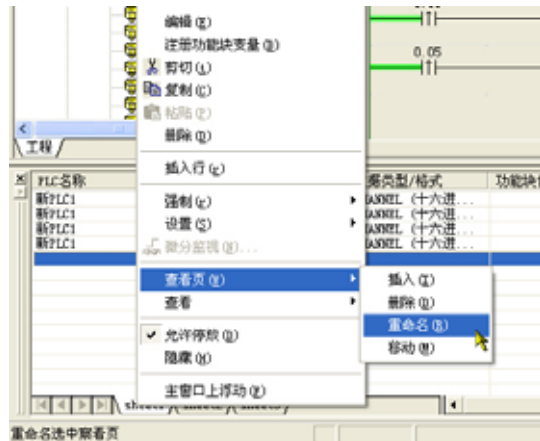 编辑(E)
注册功能块变量(Q)
0.05
剪切(t)
复制(C)
粘贴(P)
删除(D)
工程
插入行(e)
PLC名称
据类型/格式
功能块
新PLC1
新PLC1
新PLC1
新PLC1
ANNEL (十六进...
ANNEL (十六进...
ANNEL (十六进...
ANNEL (十六进...
强制(r)
设置(S)
微分监视(W)...
查看页(Y)
查看
插入(I)
删除(D)
重命名(R)
移动(M)
允许停放(Q)
隐藏(H)
主窗口上浮动(F)
重命名选中察看页